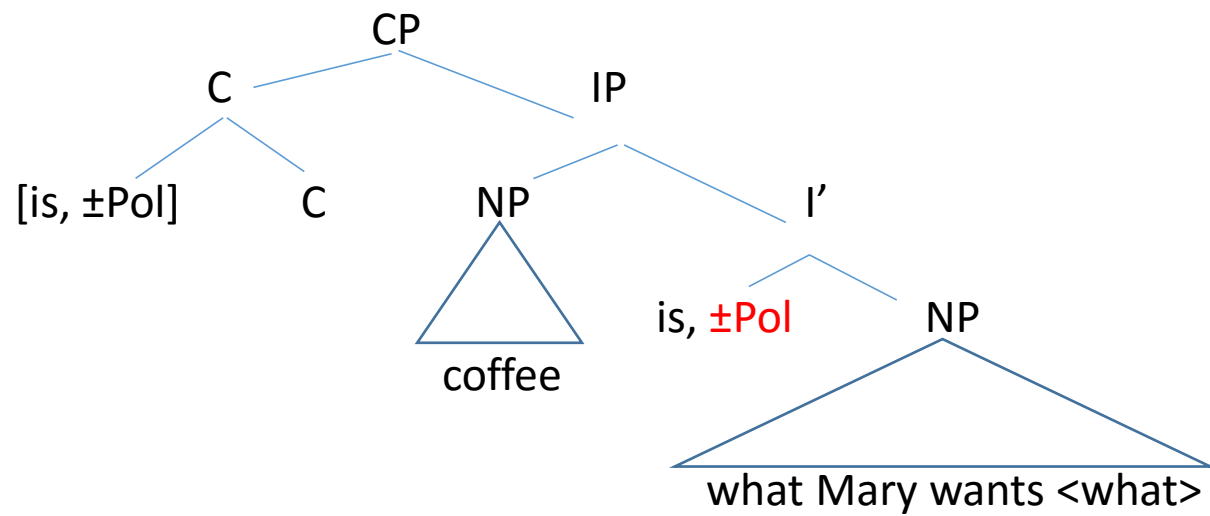 CP
C IP
[is, ±Pol] C NP I’
is, ±Pol NP
coffee
what Mary wants <what>